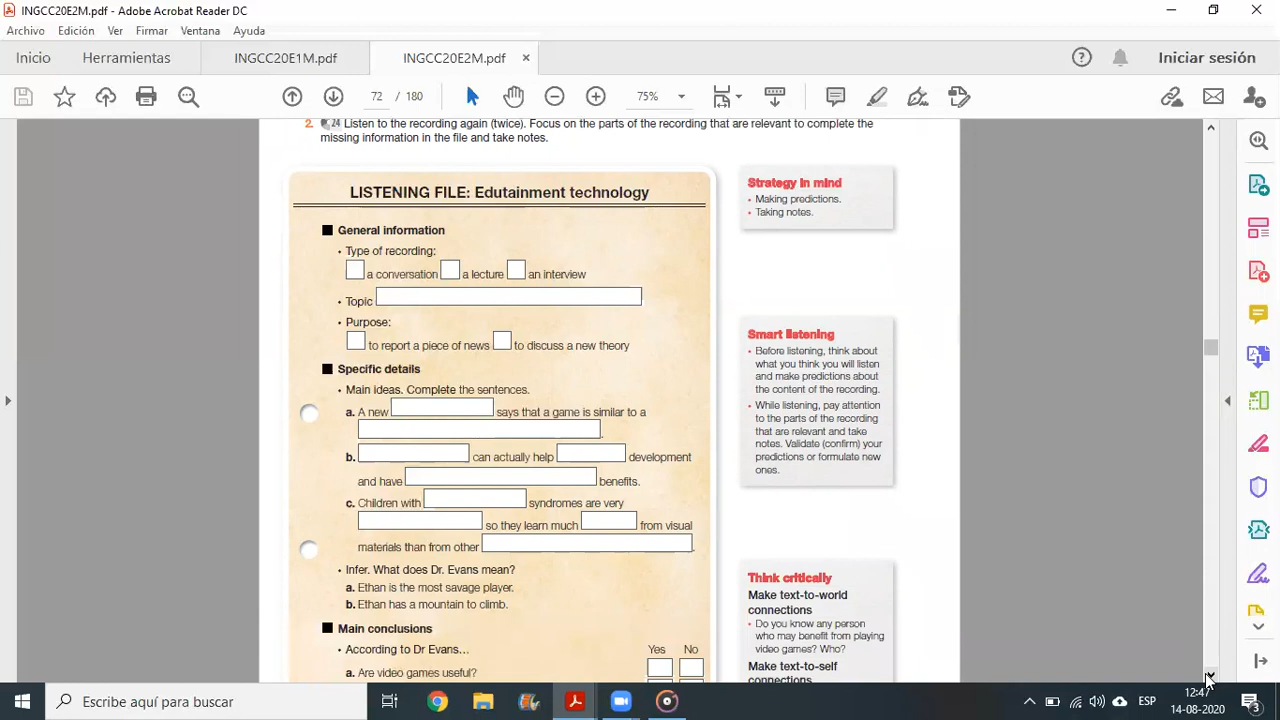 INGCC20E2M.pdf - Adobe Acrobat Reader DC
Archivo Edición Ver Firmar Ventana Ayuda
Inicio Herramientas INGCC20E1M.pdf INGCC20E2M.pdf × Iniciar sesión
72 / 180 75%
2. 24 Listen to the recording again (twice). Focus on the parts of the recording that are relevant to complete the
missing information in the file and take notes.
LISTENING FILE: Edutainment technology
■ General information
• Type of recording:
a conversation a lecture an interview
• Topic
• Purpose:
to report a piece of news to discuss a new theory
■ Specific details
• Main ideas. Complete the sentences.
a. A new says that a game is similar to a
.
b. can actually help development
and have benefits.
c. Children with syndromes are very
so they learn much from visual
materials than from other .
• Infer. What does Dr. Evans mean?
a. Ethan is the most savage player.
b. Ethan has a mountain to climb.
■ Main conclusions
• According to Dr Evans... Yes No
a. Are video games useful?
Strategy in mind
• Making predictions.
• Taking notes.
Smart listening
• Before listening, think about
what you think you will listen
and make predictions about
the content of the recording.
• While listening, pay attention
to the parts of the recording
that are relevant and take
notes. Validate (confirm) your
predictions or formulate new
ones.
Think critically
Make text-to-world
connections
• Do you know any person
who may benefit from playing
video games? Who?
Make text-to-self
connections
Escribe aquí para buscar
ESP
12:47
14-08-2020
3